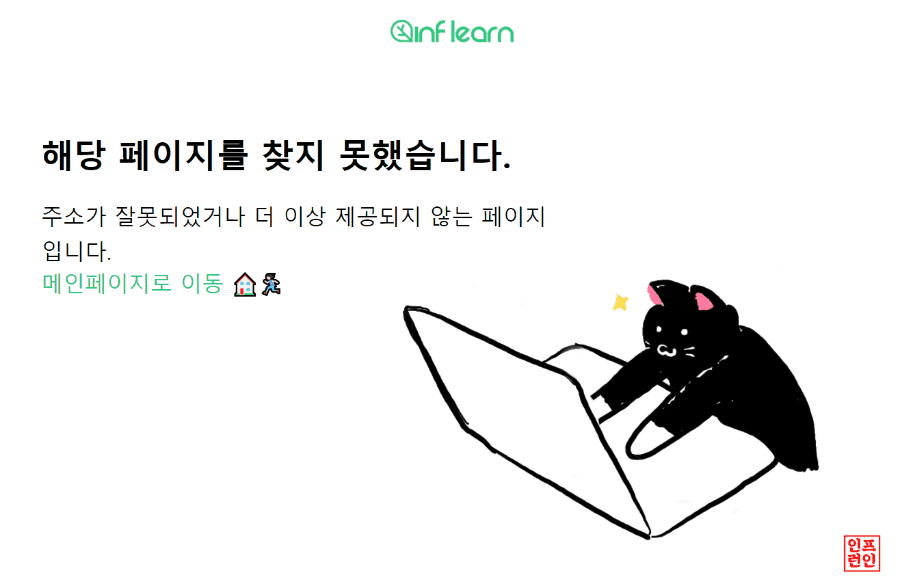 inflearn
해당 페이지를 찾지 못했습니다.
주소가 잘못되었거나 더 이상 제공되지 않는 페이지
입니다.
메인페이지로 이동 🏠🏃
인프
런인